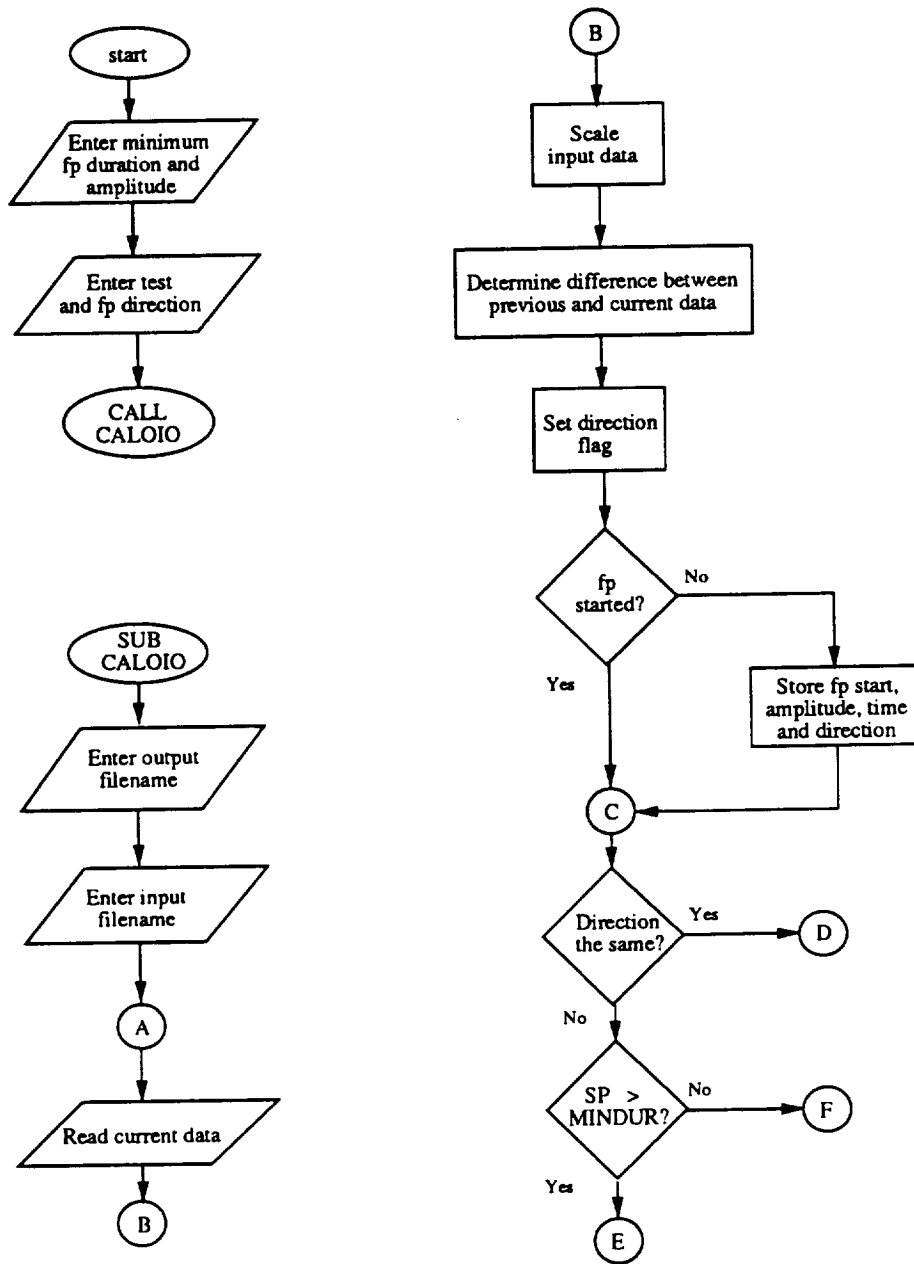 start
Enter minimum
fp duration and
amplitude
Enter test
and fp direction
CALL
CALOIO
SUB
CALOIO
Enter output
filename
Enter input
filename
A
Read current data
B
B
Scale
input data
Determine difference between
previous and current data
Set direction
flag
fp
started?
No
Yes
Store fp start,
amplitude, time
and direction
C
Direction
the same?
Yes
D
No
SP >
MINDUR?
No
F
Yes
E